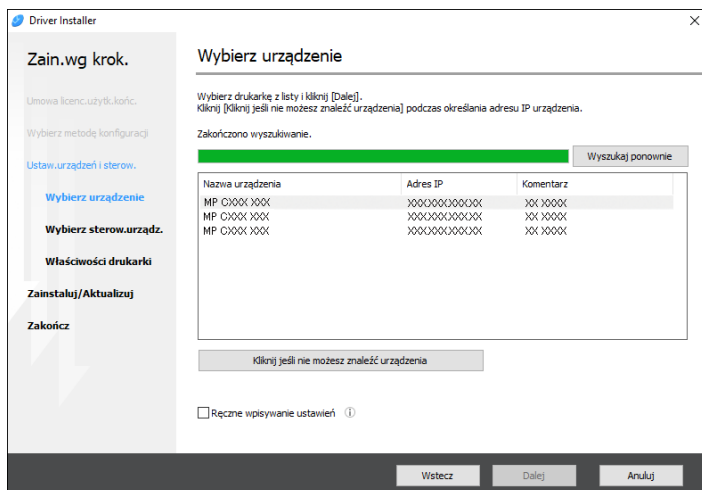 Driver Installer
Zain.wg krok.
Umowa licenc.użytk.końc.
Wybierz metodę konfiguracji
Ustaw.urządzeń i sterow.
Wybierz urządzenie
Wybierz sterow.urządz.
Właściwości drukarki
Zainstaluj/Aktualizuj
Zakończ
Wybierz urządzenie
Wybierz drukarkę z listy i kliknij [Dalej].
Kliknij [Kliknij jeśli nie możesz znaleźć urządzenia] podczas określania adresu IP urządzenia.
Zakończono wyszukiwanie.
Wyszukaj ponownie
Nazwa urządzenia Adres IP Komentarz
MP CXXX XXX XXX.XXX.XXX.XX XX XXXX
MP CXXX XXX XXX.XXX.XXX.XX XX XXXX
MP CXXX XXX XXX.XXX.XXX.XX XX XXXX
Kliknij jeśli nie możesz znaleźć urządzenia
Ręczne wpisywanie ustawień
Wstecz Dalej Anuluj